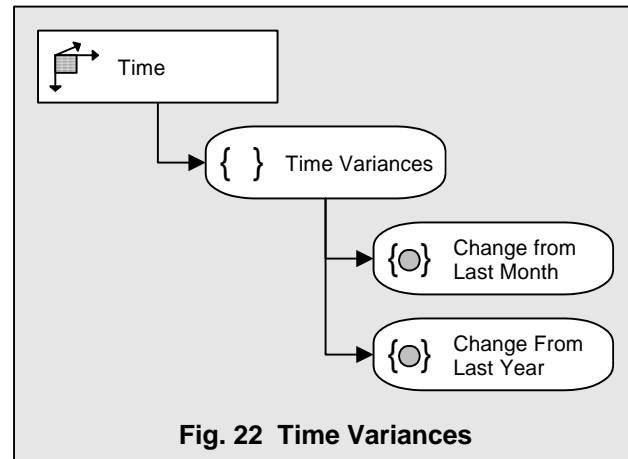 Time
{ } Time Variances
{ } Change from
Last Month
{ } Change From
Last Year
Fig. 22 Time Variances